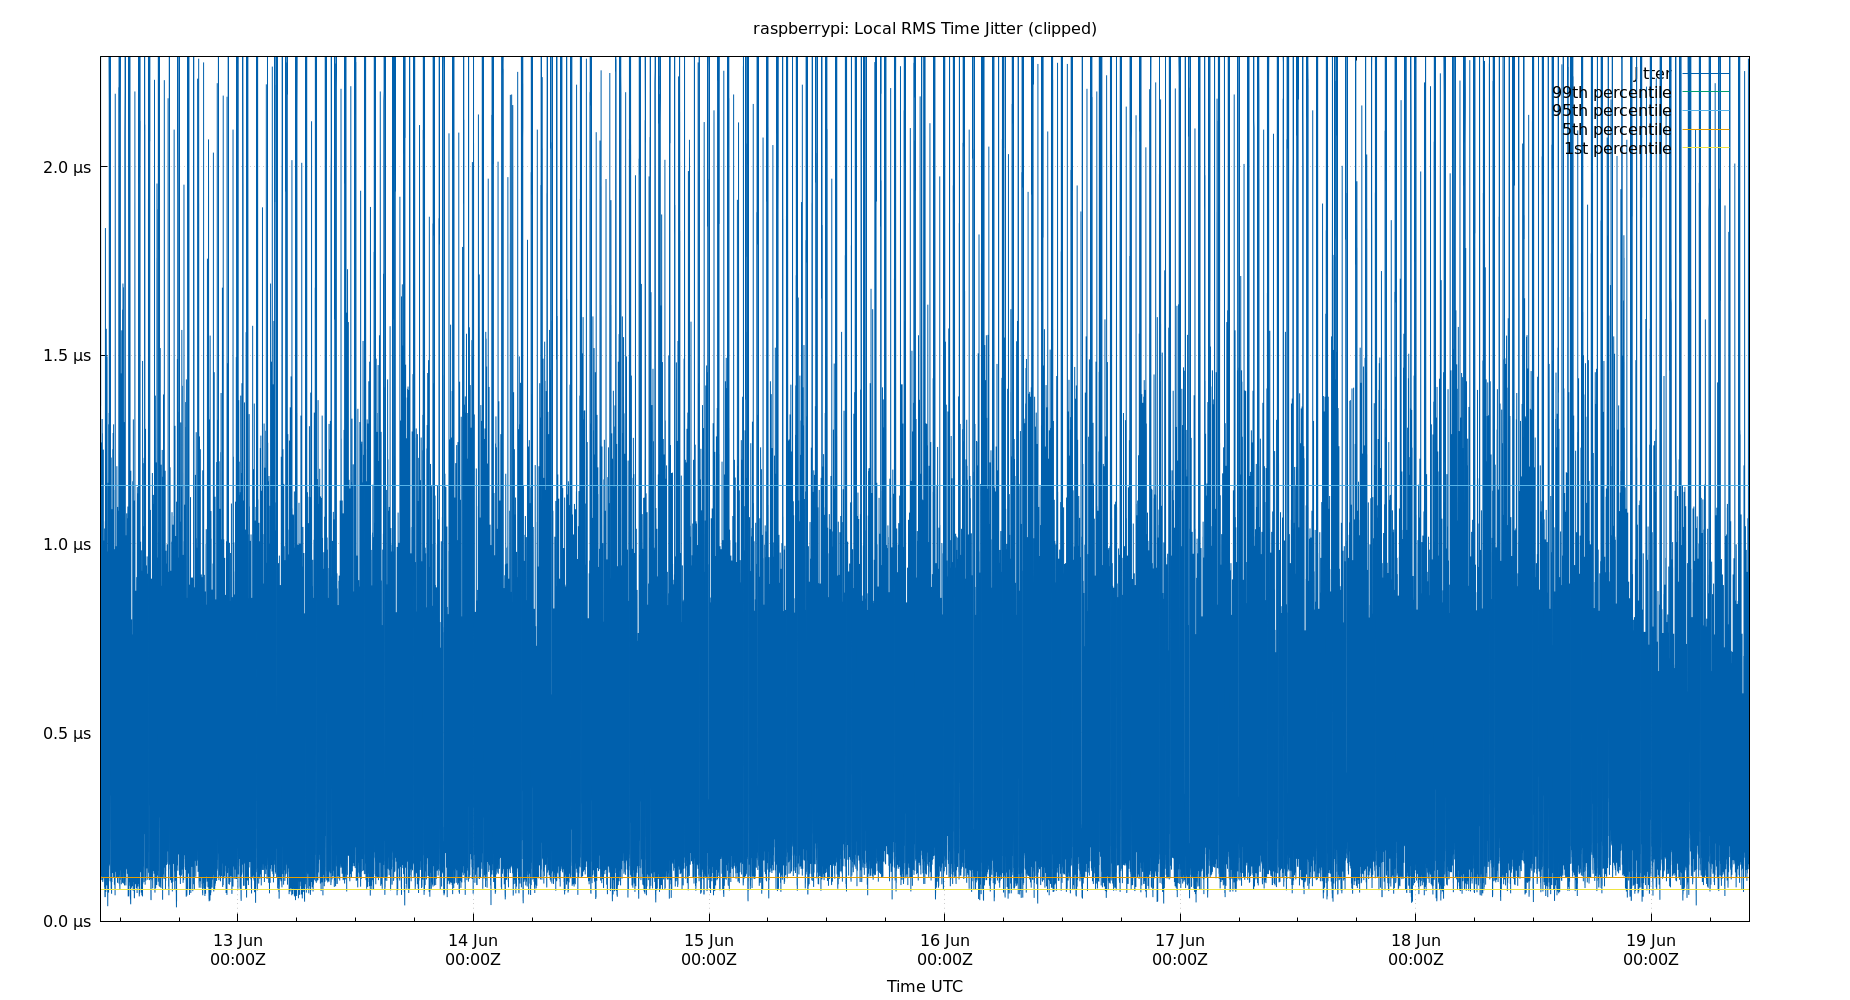 raspberrypi: Local RMS Time Jitter (clipped)
jitter
99th percentile
95th percentile
5th percentile
1st percentile
2.0 µs
1.5 µs
1.0 µs
0.5 µs
0.0 µs
13 Jun 14 Jun 15 Jun 16 Jun 17 Jun 18 Jun 19 Jun
00:00Z 00:00Z 00:00Z 00:00Z 00:00Z 00:00Z 00:00Z
Time UTC